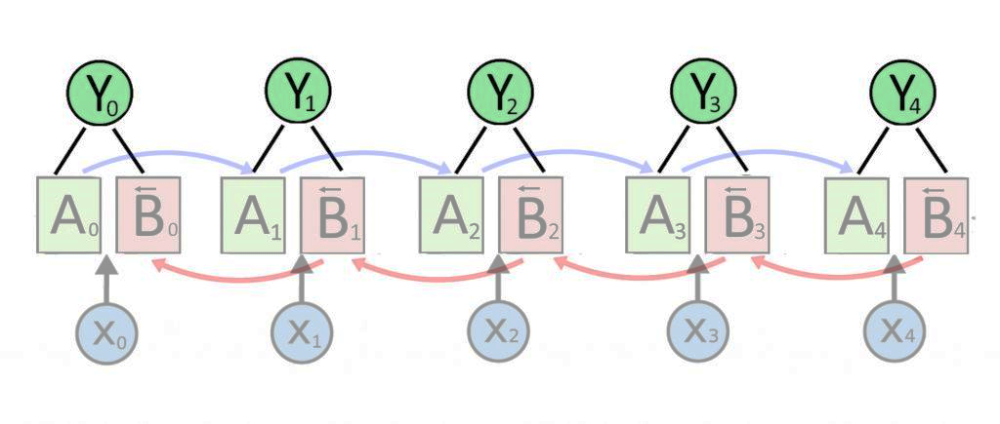 Y0 Y1 Y2 Y3 Y4
A0 B0 A1 B1 A2 B2 A3 B3 A4 B4
x0 x1 x2 x3 x4